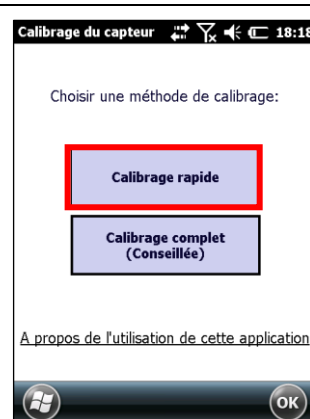 Calibrage du capteur 18:18
Choisir une méthode de calibrage:
Calibrage rapide
Calibrage complet
(Conseillée)
A propos de l'utilisation de cette application
OK